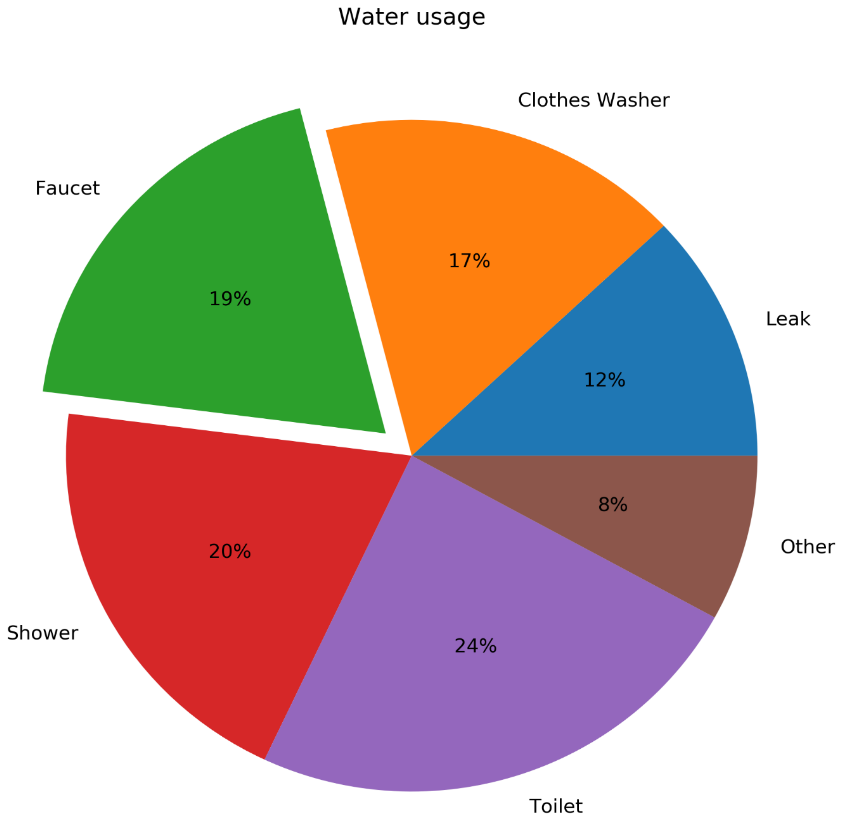 Water usage
Clothes Washer
Faucet
17%
19%
Leak
12%
8%
Other
20%
Shower
24%
Toilet